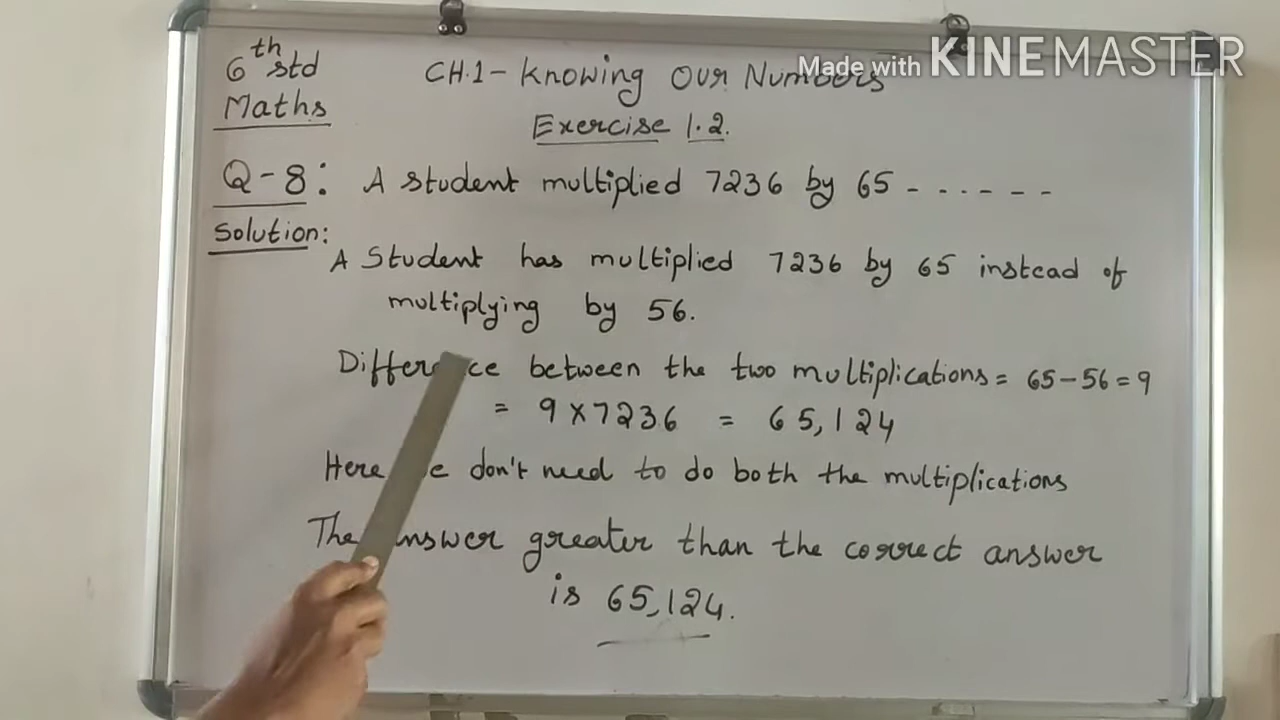 Made with KINEMASTER
6th std
Maths
CH.1 - Knowing Our Numbers
Exercise 1.2.
Q-8: A student multiplied 7236 by 65 - - - - - -
Solution:
A Student has multiplied 7236 by 65 instead of
multiplying by 56.
Difference between the two multiplications = 65-56=9
= 9x7236 = 65,124
Here don't need to do both the multiplications
The answer greater than the correct answer
is 65,124.